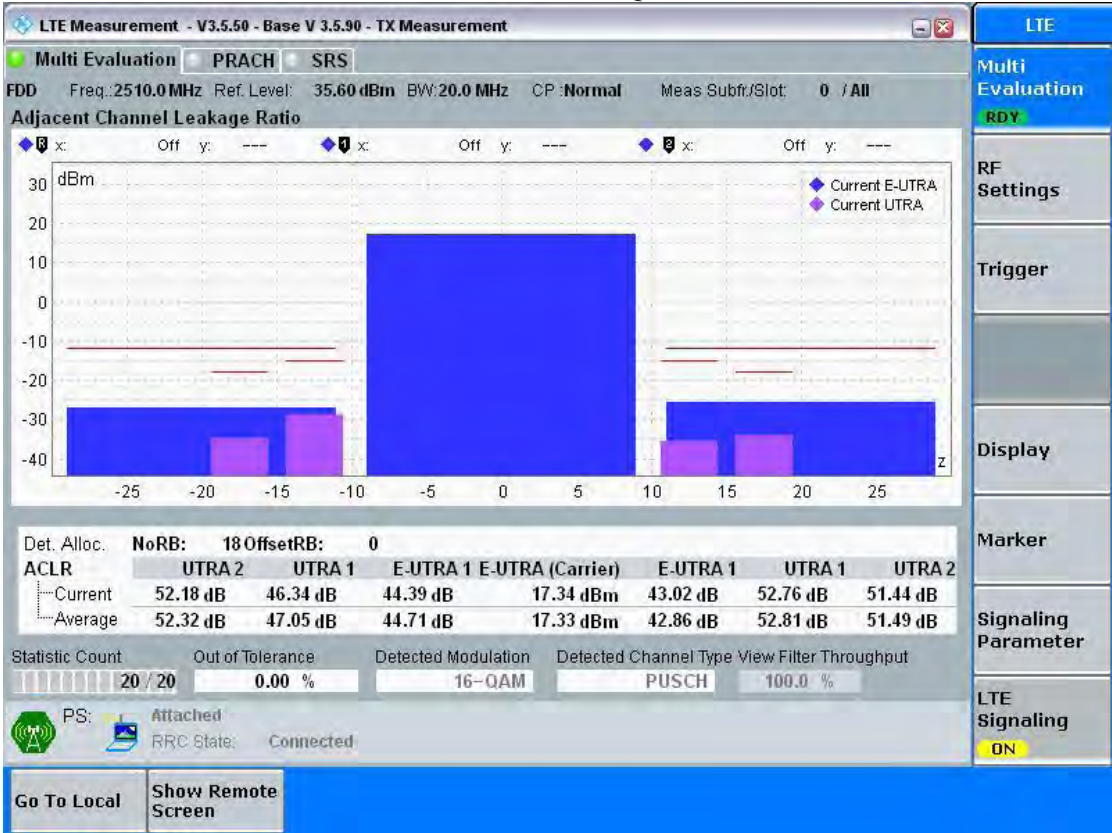 LTE Measurement - V3.5.50 - Base V 3.5.90 - TX Measurement
LTE
Multi Evaluation PRACH SRS
Multi
Evaluation
RDY
FDD Freq.:2510.0 MHz Ref. Level: 35.60 dBm BW:20.0 MHz CP :Normal Meas Subfr./Slot: 0 / All
Adjacent Channel Leakage Ratio
R x: Off y: --- 1 x: Off y: --- 2 x: Off y: ---
dBm
Current E-UTRA
Current UTRA
30
20
10
0
-10
-20
-30
-40
z
-25 -20 -15 -10 -5 0 5 10 15 20 25
RF
Settings
Trigger
Display
Marker
Signaling
Parameter
LTE
Signaling
ON
Det. Alloc. NoRB: 18 OffsetRB: 0
ACLR UTRA 2 UTRA 1 E-UTRA 1 E-UTRA (Carrier) E-UTRA 1 UTRA 1 UTRA 2
Current 52.18 dB 46.34 dB 44.39 dB 17.34 dBm 43.02 dB 52.76 dB 51.44 dB
Average 52.32 dB 47.05 dB 44.71 dB 17.33 dBm 42.86 dB 52.81 dB 51.49 dB
Statistic Count Out of Tolerance Detected Modulation Detected Channel Type View Filter Throughput
20 / 20 0.00 % 16-QAM PUSCH 100.0 %
PS: Attached
RRC State: Connected
Go To Local
Show Remote
Screen